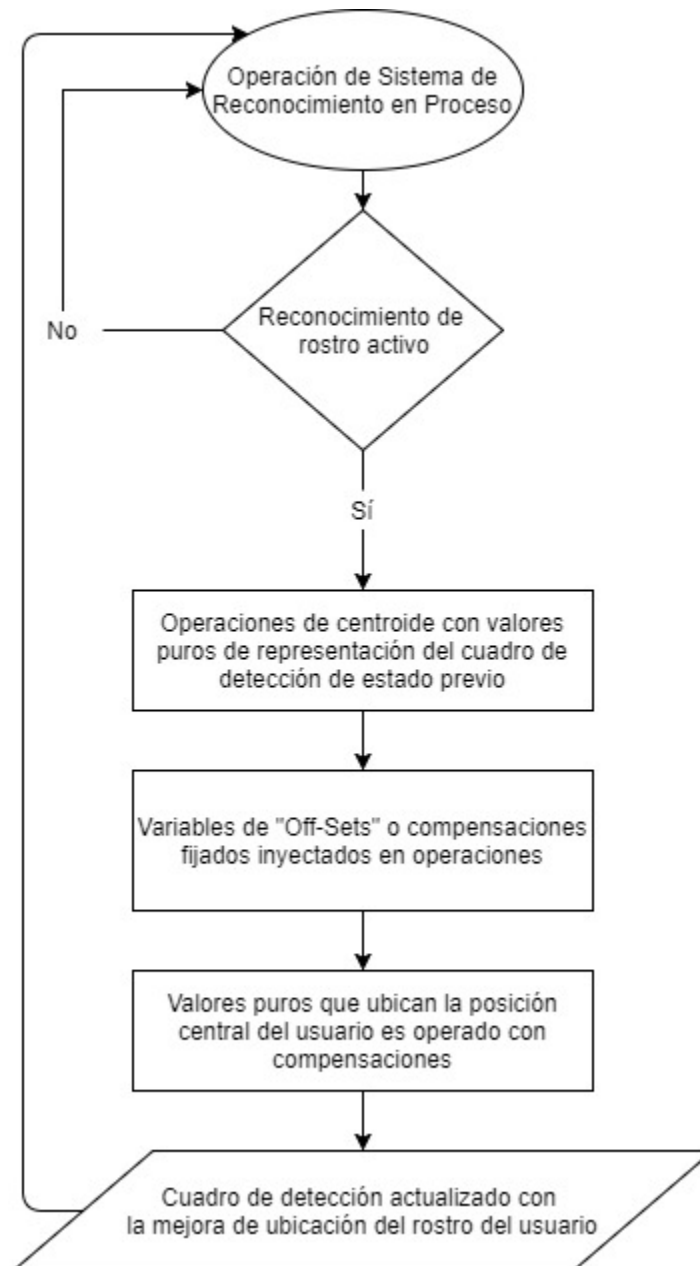 Operación de Sistema de
Reconocimiento en Proceso
Reconocimiento de
rostro activo
No
Sí
Operaciones de centroide con valores
puros de representación del cuadro de
detección de estado previo
Variables de "Off-Sets" o compensaciones
fijados inyectados en operaciones
Valores puros que ubican la posición
central del usuario es operado con
compensaciones
Cuadro de detección actualizado con
la mejora de ubicación del rostro del usuario